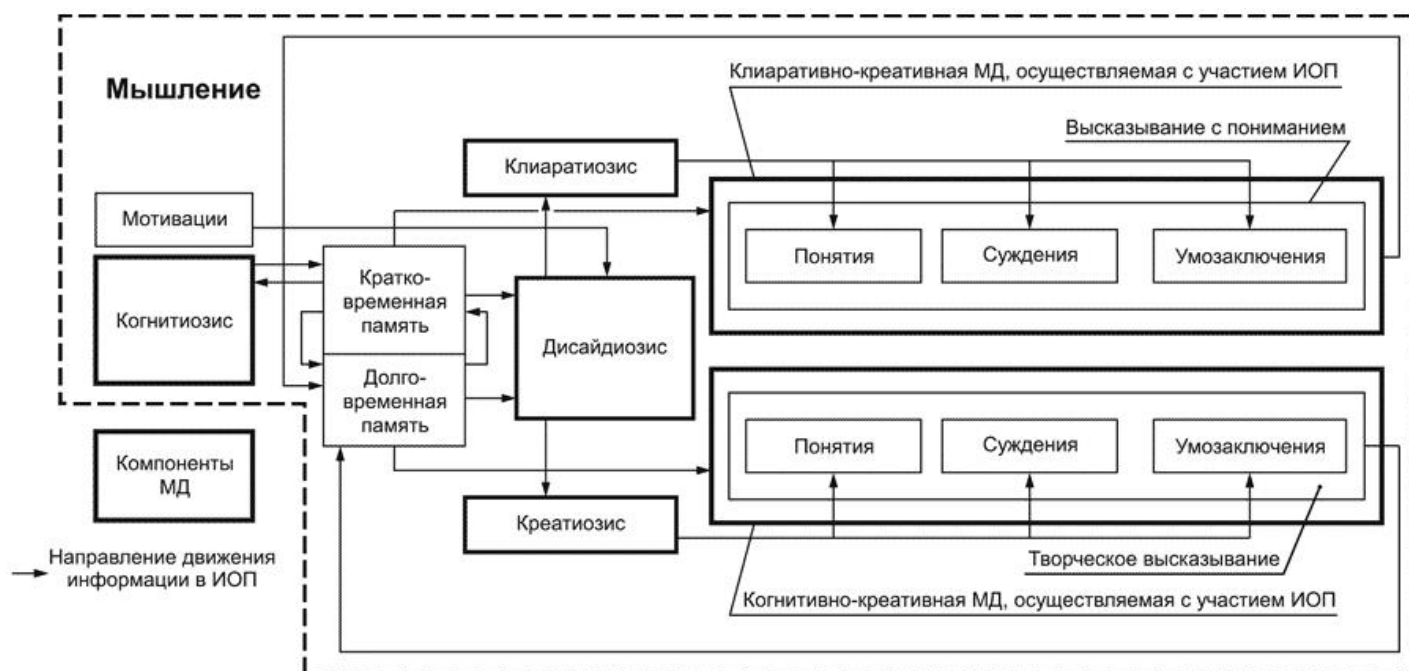 Мышление
Клиаративно-креативная МД, осуществляемая с участием ИОП
Высказывание с пониманием
Клиаратиозис
Мотивации
Понятия
Суждения
Умозаключения
Когнитиозис
Кратко-
временная
память
Дисайдиозис
Долго-
временная
память
Понятия
Суждения
Умозаключения
Компоненты
МД
Креатиозис
Направление движения
информации в ИОП
Творческое высказывание
Когнитивно-креативная МД, осуществляемая с участием ИОП